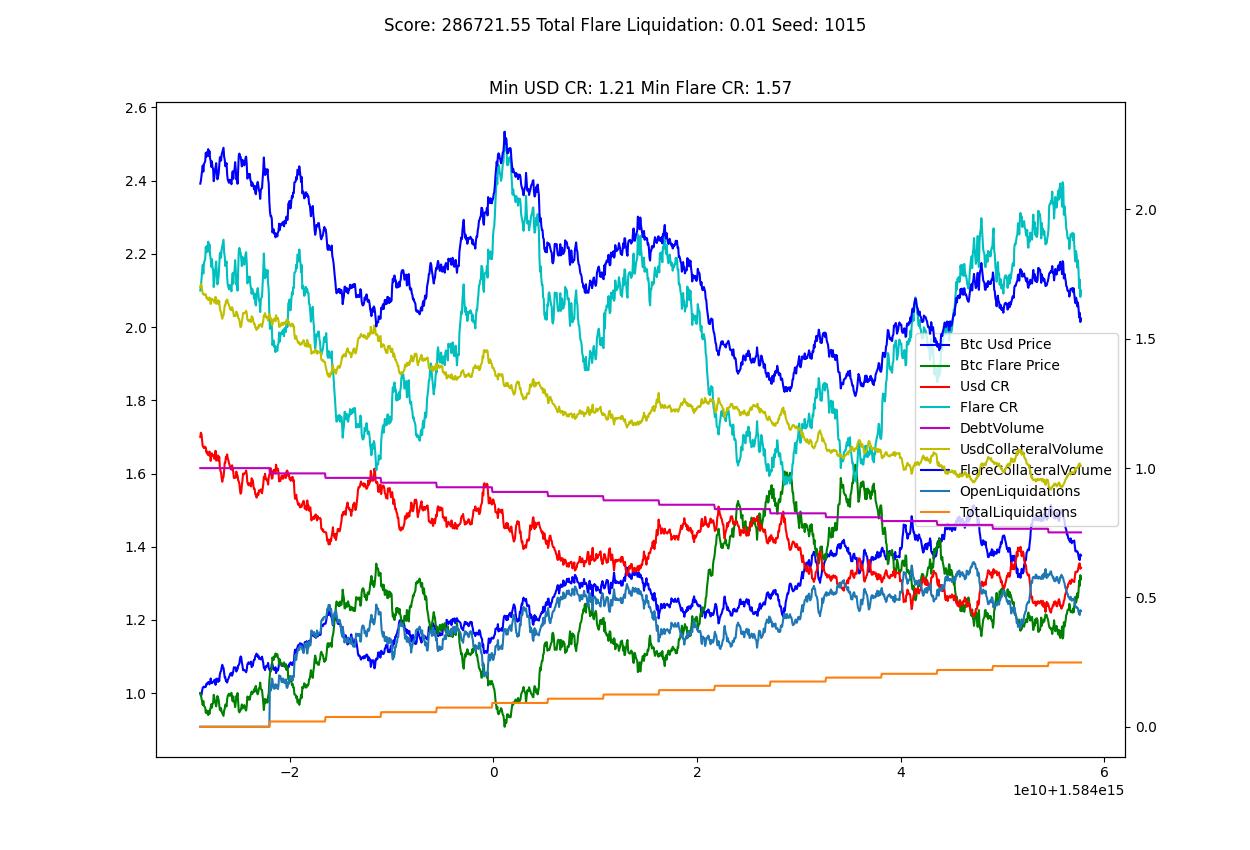 Score: 286721.55 Total Flare Liquidation: 0.01 Seed: 1015
Min USD CR: 1.21 Min Flare CR: 1.57
2.6
2.4
2.2
2.0
1.8
1.6
1.4
1.2
1.0
2.0
1.5
1.0
0.5
0.0
Btc Usd Price
Btc Flare Price
Usd CR
Flare CR
DebtVolume
UsdCollateralVolume
FlareCollateralVolume
OpenLiquidations
TotalLiquidations
−2 0 2 4 6
1e10+1.584e15